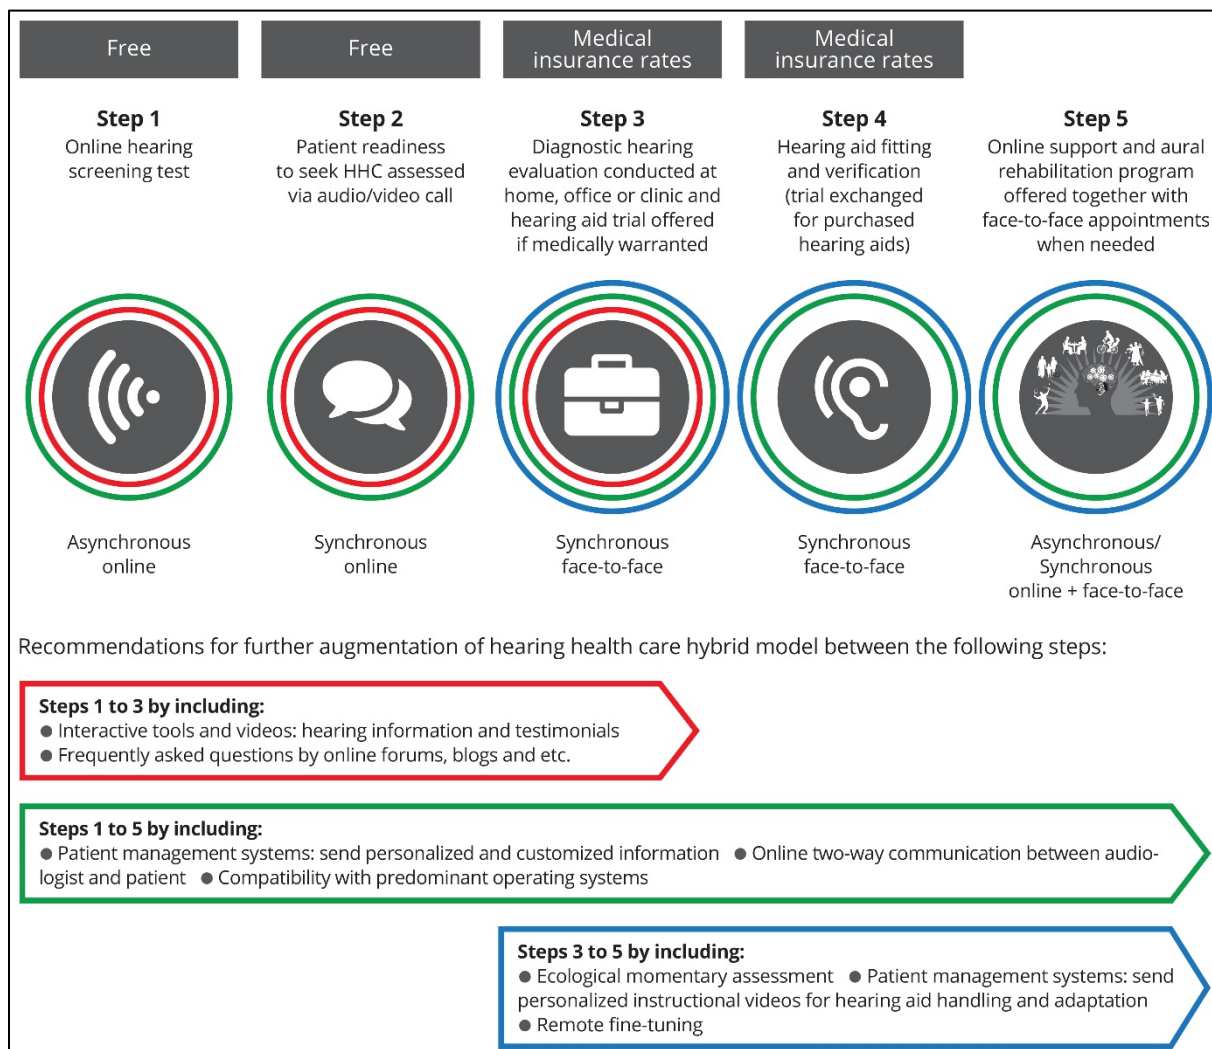 Free
Free
Medical
insurance rates
Medical
insurance rates
Step 1
Online hearing
screening test
Step 2
Patient readiness
to seek HHC assessed
via audio/video call
Step 3
Diagnostic hearing
evaluation conducted at
home, office or clinic and
hearing aid trial offered
if medically warranted
Step 4
Hearing aid fitting
and verification
(trial exchanged
for purchased
hearing aids)
Step 5
Online support and aural
rehabilitation program
offered together with
face-to-face appointments
when needed
Asynchronous
online
Synchronous
online
Synchronous
face-to-face
Synchronous
face-to-face
Asynchronous/
Synchronous
online + face-to-face
Recommendations for further augmentation of hearing health care hybrid model between the following steps:
Steps 1 to 3 by including:
● Interactive tools and videos: hearing information and testimonials
● Frequently asked questions by online forums, blogs and etc.
Steps 1 to 5 by including:
● Patient management systems: send personalized and customized information ● Online two-way communication between audio-
logist and patient ● Compatibility with predominant operating systems
Steps 3 to 5 by including:
● Ecological momentary assessment ● Patient management systems: send
personalized instructional videos for hearing aid handling and adaptation
● Remote fine-tuning